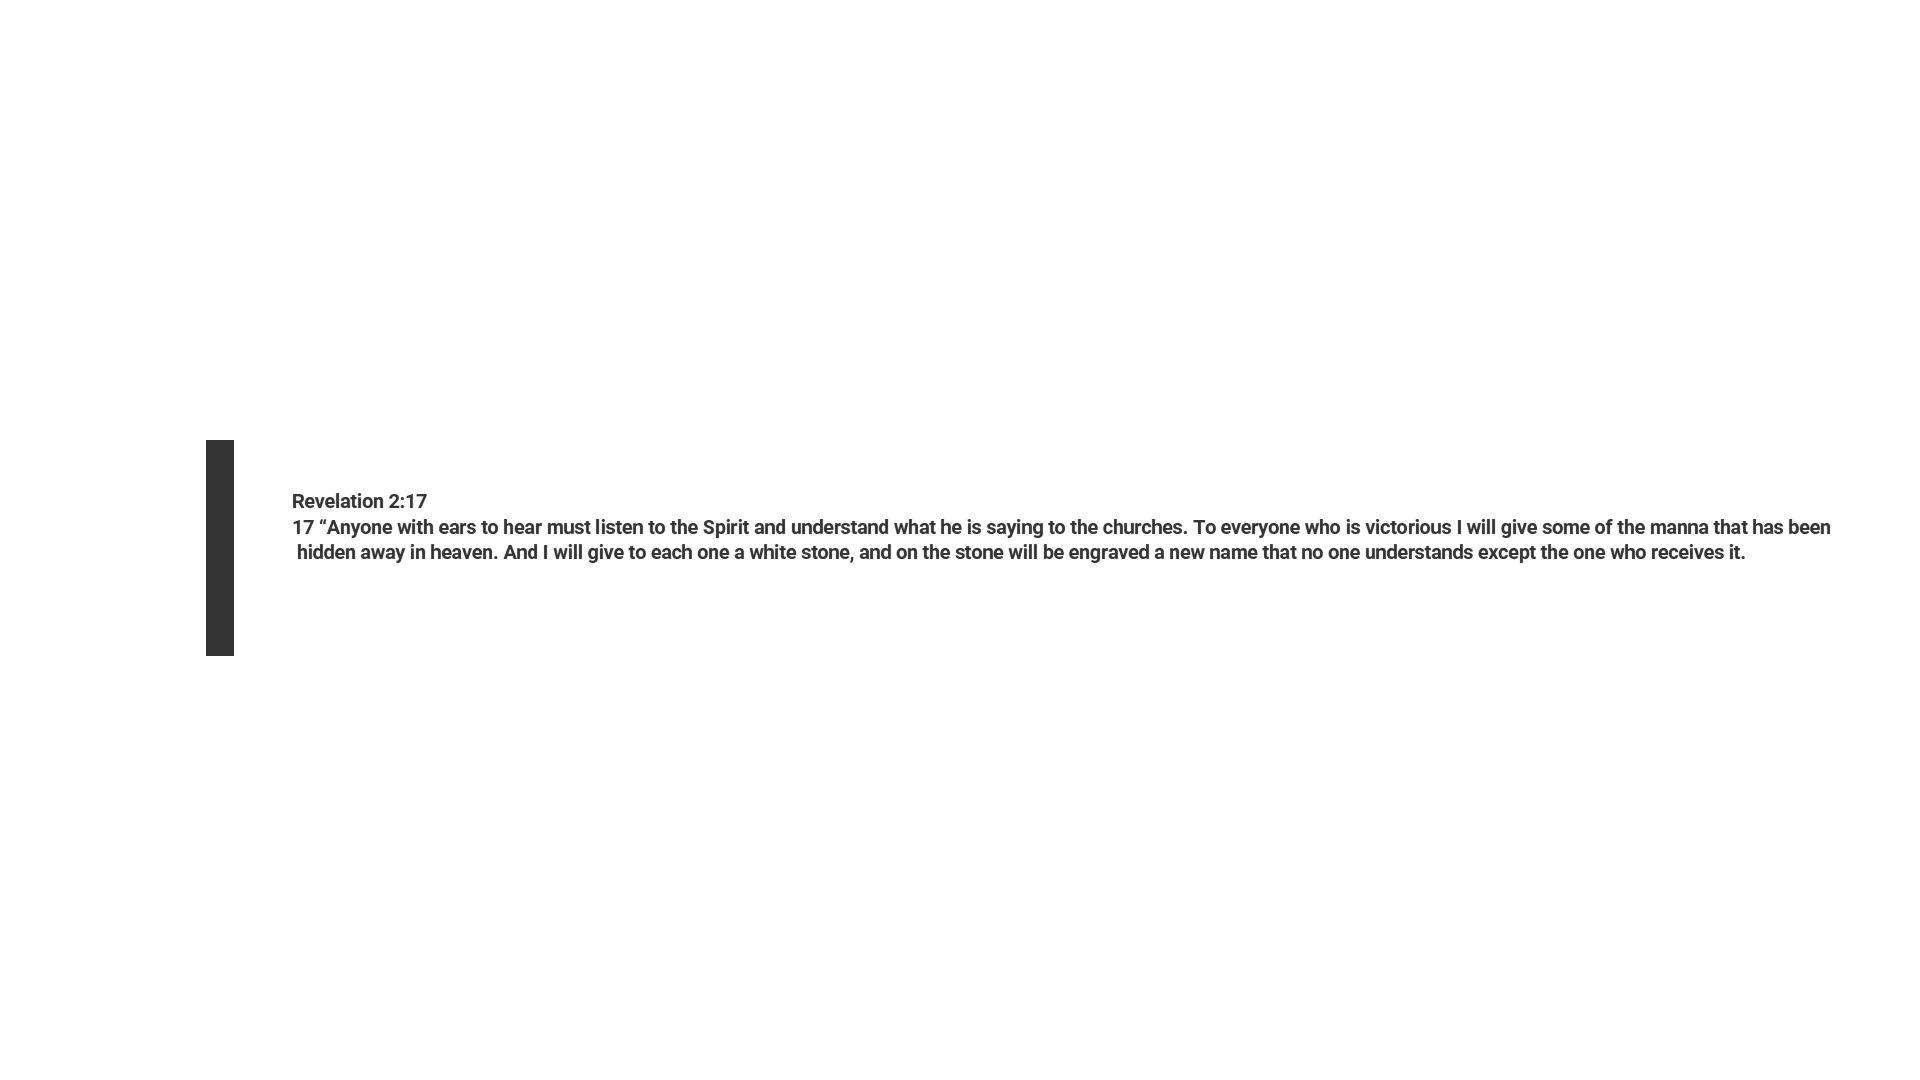 Revelation 2:17
17 “Anyone with ears to hear must listen to the Spirit and understand what he is saying to the churches. To everyone who is victorious I will give some of the manna that has been
hidden away in heaven. And I will give to each one a white stone, and on the stone will be engraved a new name that no one understands except the one who receives it.